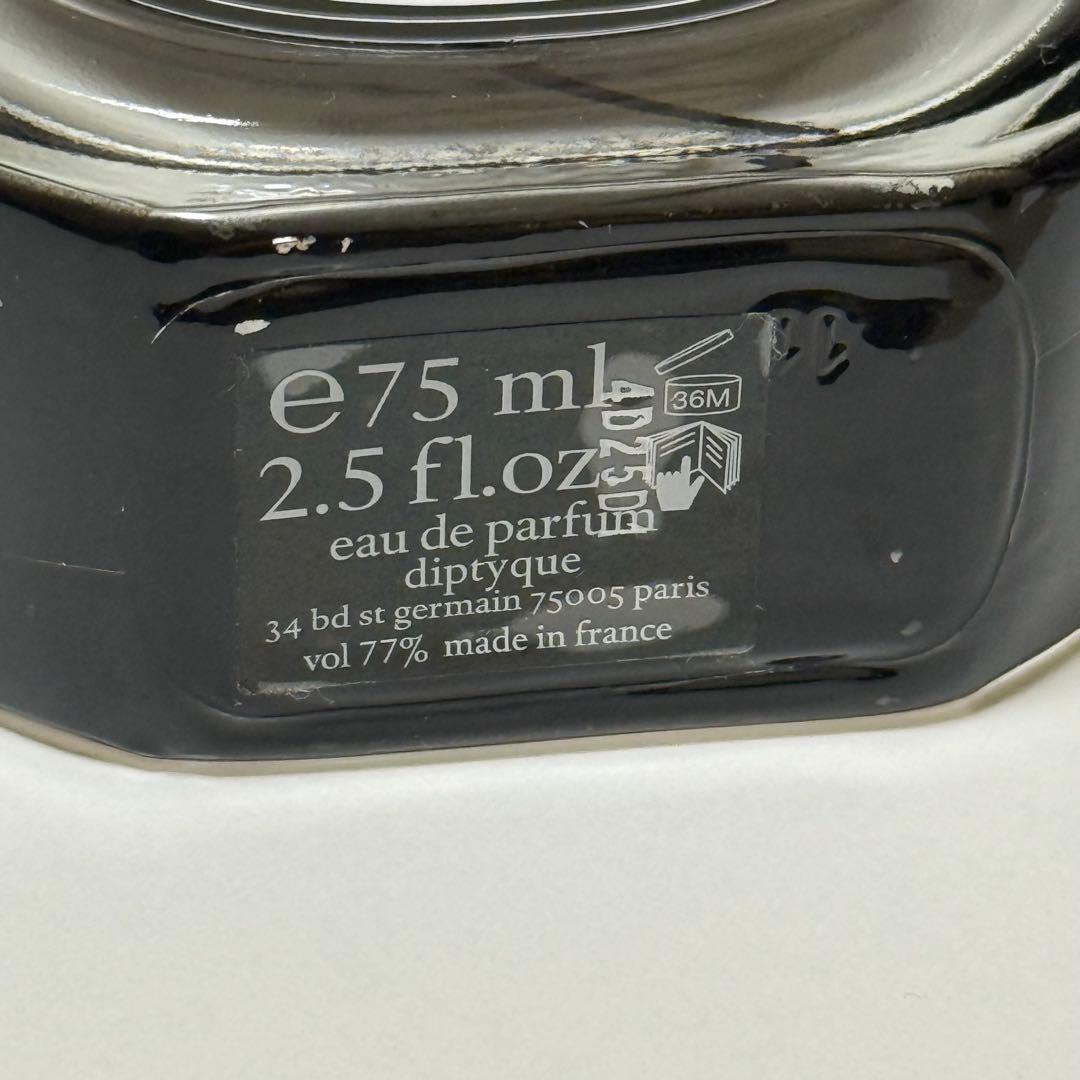 e75 ml
36M
2.5 fl.oz
eau de parfum
diptyque
34 bd st germain 75005 paris
vol 77% made in france